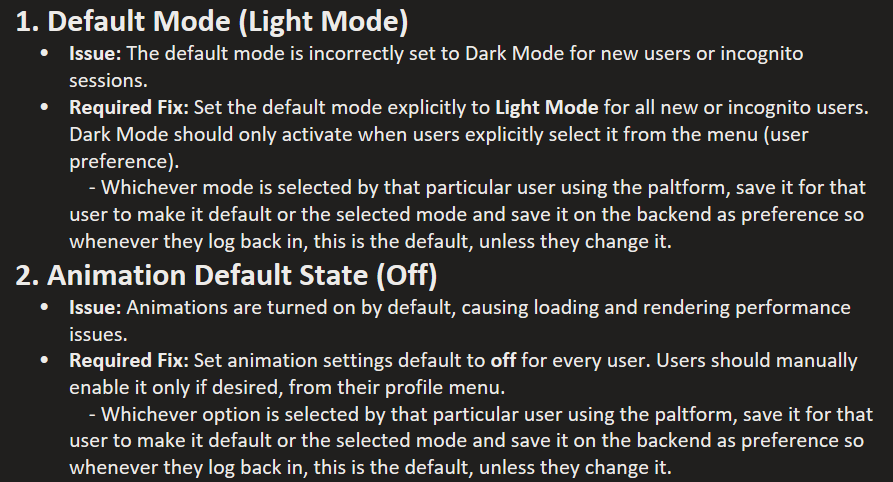 1. Default Mode (Light Mode)
• Issue: The default mode is incorrectly set to Dark Mode for new users or incognito
sessions.
• Required Fix: Set the default mode explicitly to Light Mode for all new or incognito users.
Dark Mode should only activate when users explicitly select it from the menu (user
preference).
- Whichever mode is selected by that particular user using the paltform, save it for that
user to make it default or the selected mode and save it on the backend as preference so
whenever they log back in, this is the default, unless they change it.
2. Animation Default State (Off)
• Issue: Animations are turned on by default, causing loading and rendering performance
issues.
• Required Fix: Set animation settings default to off for every user. Users should manually
enable it only if desired, from their profile menu.
- Whichever option is selected by that particular user using the paltform, save it for that
user to make it default or the selected mode and save it on the backend as preference so
whenever they log back in, this is the default, unless they change it.